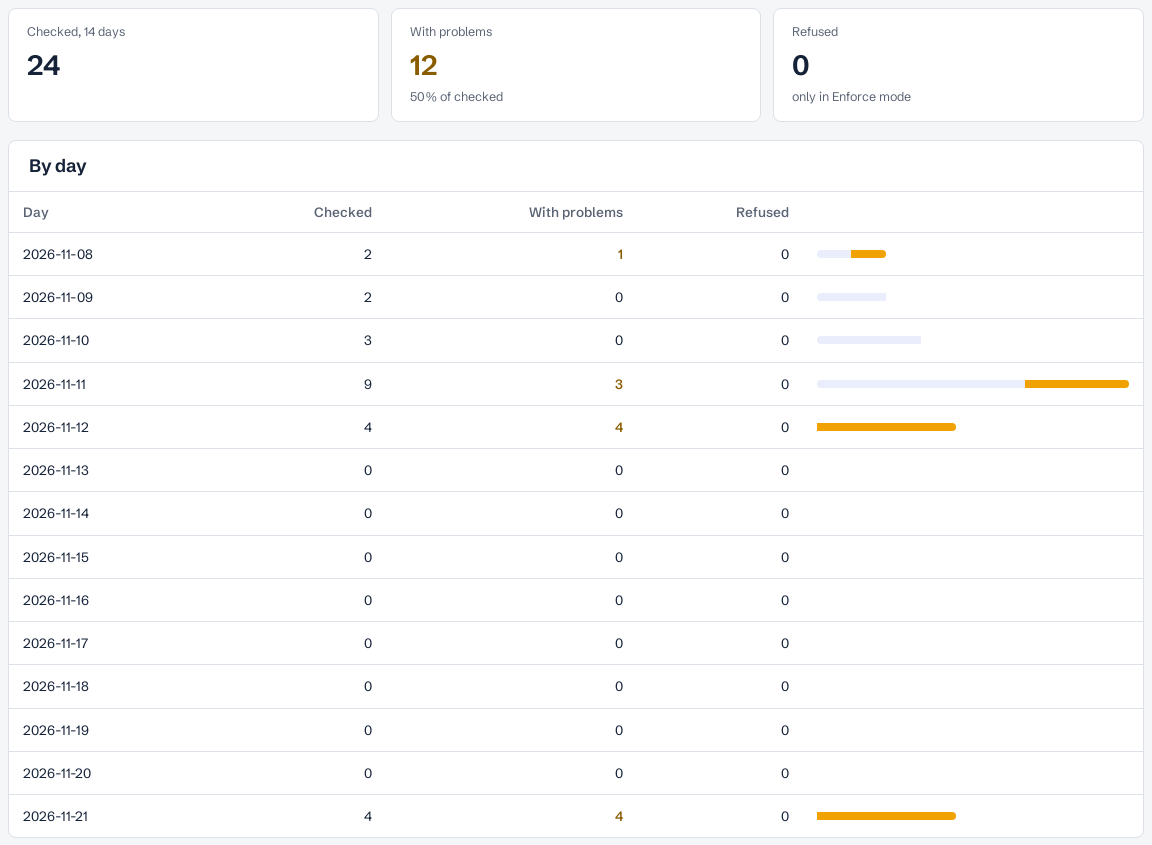 Checked, 14 days
24
With problems
12
50% of checked
Refused
0
only in Enforce mode
By day
Day Checked With problems Refused
2026-11-08 2 1 0
2026-11-09 2 0 0
2026-11-10 3 0 0
2026-11-11 9 3 0
2026-11-12 4 4 0
2026-11-13 0 0 0
2026-11-14 0 0 0
2026-11-15 0 0 0
2026-11-16 0 0 0
2026-11-17 0 0 0
2026-11-18 0 0 0
2026-11-19 0 0 0
2026-11-20 0 0 0
2026-11-21 4 4 0